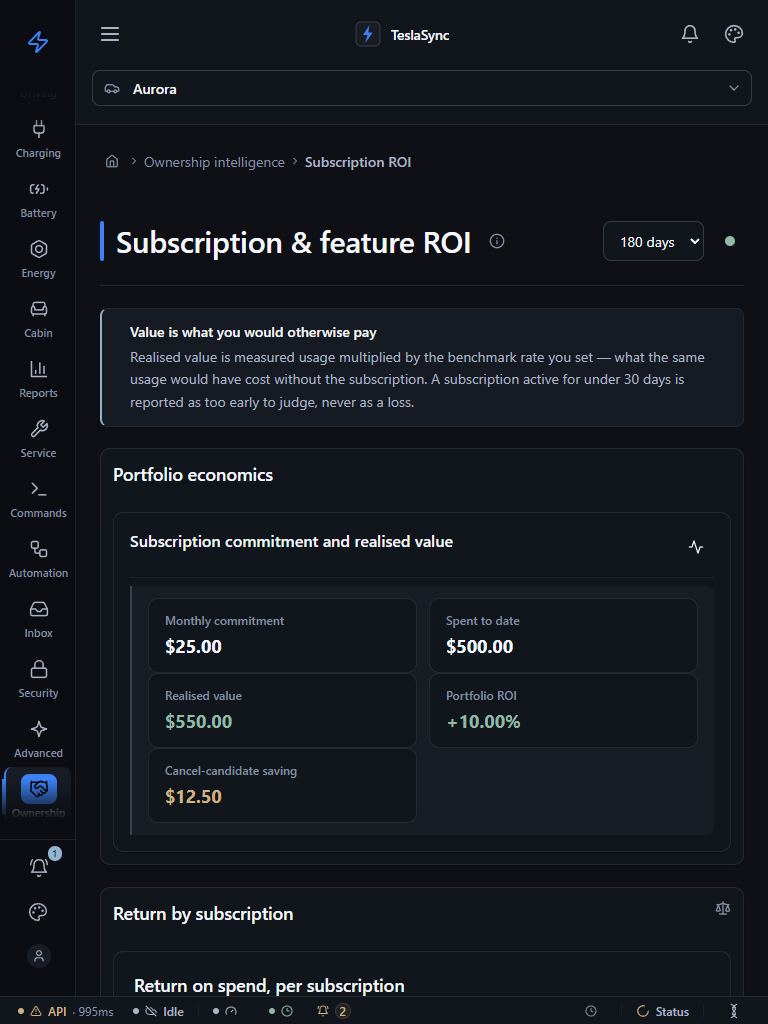 TeslaSync
Aurora
Ownership intelligence
Subscription ROI
Subscription & feature ROI
180 days
Value is what you would otherwise pay
Realised value is measured usage multiplied by the benchmark rate you set — what the same
usage would have cost without the subscription. A subscription active for under 30 days is
reported as too early to judge, never as a loss.
Portfolio economics
Subscription commitment and realised value
Monthly commitment
$25.00
Spent to date
$500.00
Realised value
$550.00
Portfolio ROI
+10.00%
Cancel-candidate saving
$12.50
Return by subscription
Return on spend, per subscription
Driving
Charging
Battery
Energy
Cabin
Reports
Service
Commands
Automation
Inbox
Security
Advanced
Ownership
1
API · 995ms
Idle
2
Status